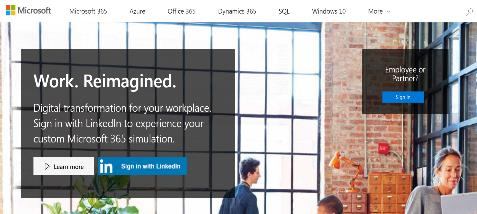 Microsoft
Microsoft 365
Azure
Office 365
Dynamics 365
SQL
Windows 10
More
Work. Reimagined.
Digital transformation for your workplace.
Sign in with LinkedIn to experience your
custom Microsoft 365 simulation.
Learn more
in Sign in with LinkedIn
Employee or
Partner?
Sign in